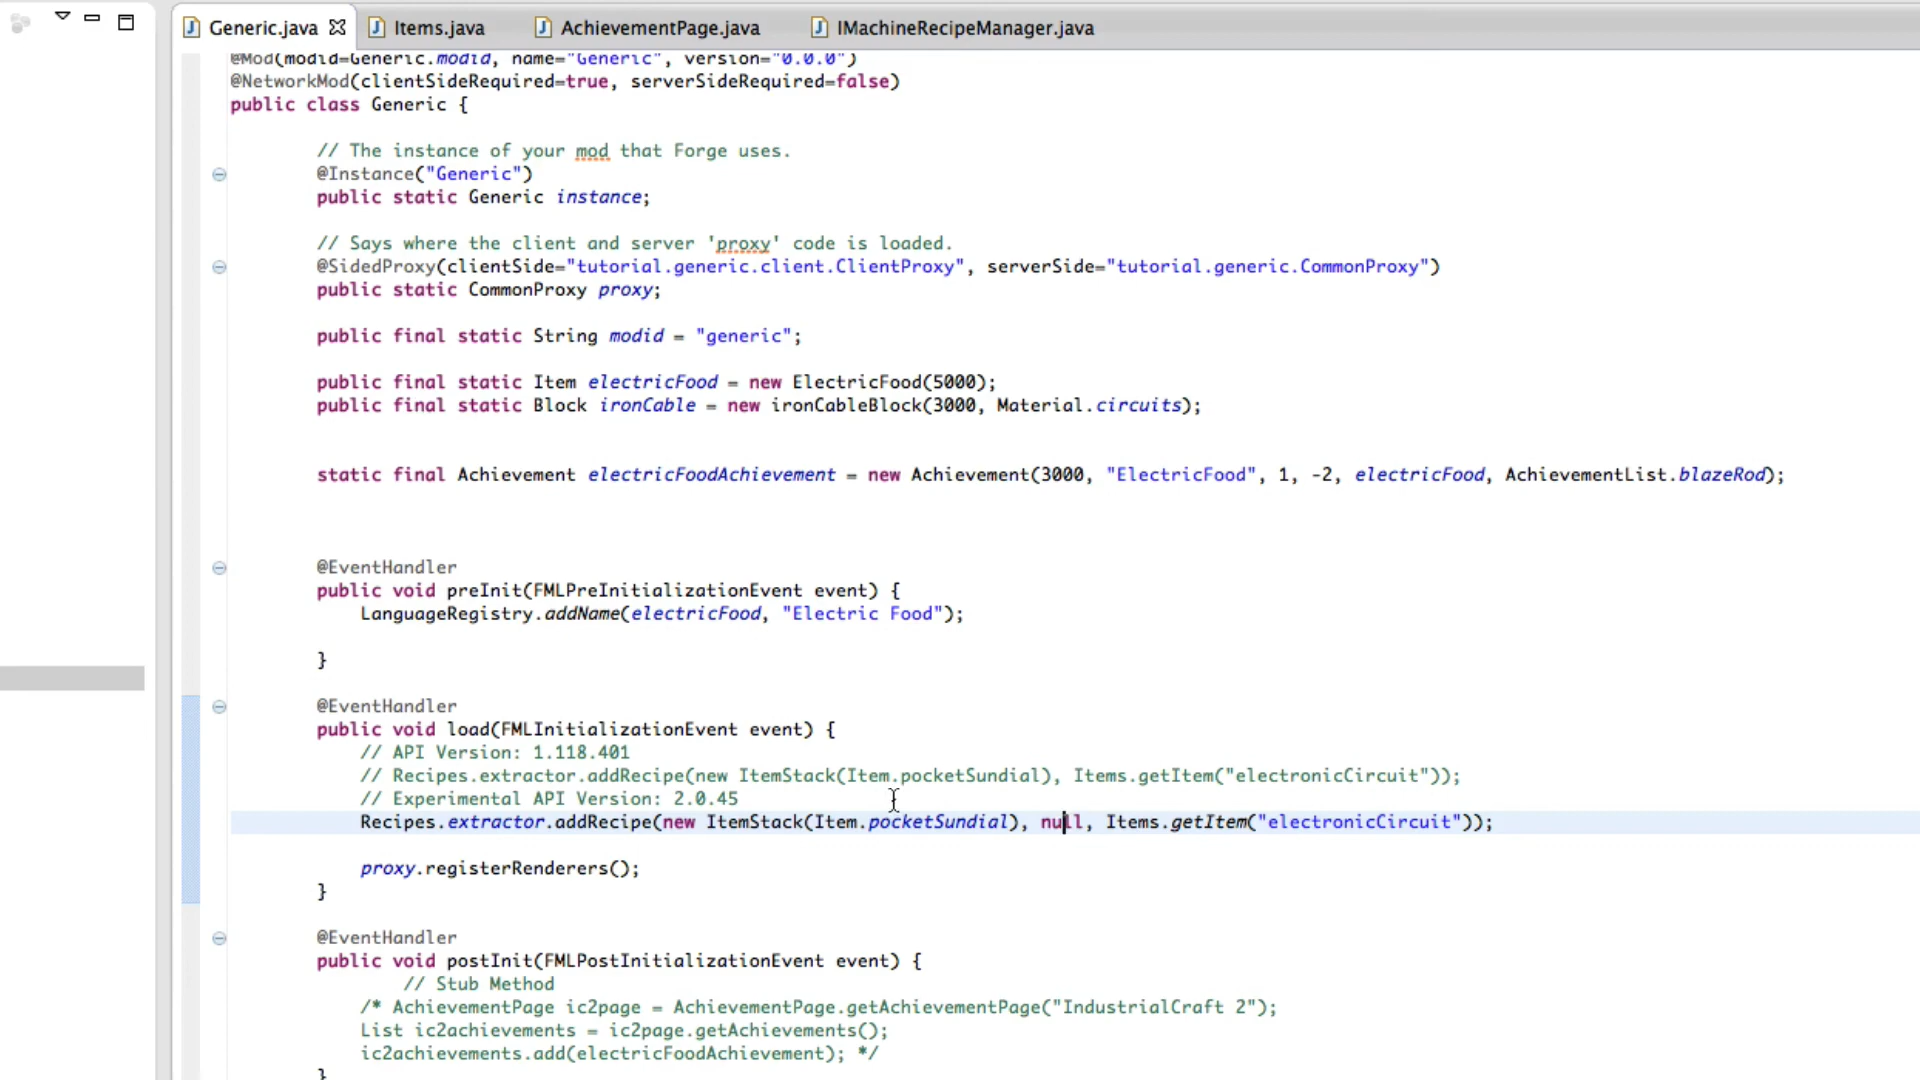 Generic.java Items.java AchievementPage.java IMachineRecipeManager.java
@Mod(modid=Generic.modid, name="Generic", version="0.0.0")
@NetworkMod(clientSideRequired=true, serverSideRequired=false)
public class Generic {
// The instance of your mod that Forge uses.
@Instance("Generic")
public static Generic instance;
// Says where the client and server 'proxy' code is loaded.
@SidedProxy(clientSide="tutorial.generic.client.ClientProxy", serverSide="tutorial.generic.CommonProxy")
public static CommonProxy proxy;
public final static String modid = "generic";
public final static Item electricFood = new ElectricFood(5000);
public final static Block ironCable = new ironCableBlock(3000, Material.circuits);
static final Achievement electricFoodAchievement = new Achievement(3000, "ElectricFood", 1, -2, electricFood, AchievementList.blazeRod);
@EventHandler
public void preInit(FMLPreInitializationEvent event) {
LanguageRegistry.addName(electricFood, "Electric Food");
}
@EventHandler
public void load(FMLInitializationEvent event) {
// API Version: 1.118.401
// Recipes.extractor.addRecipe(new ItemStack(Item.pocketSundial), Items.getItem("electronicCircuit"));
// Experimental API Version: 2.0.45
Recipes.extractor.addRecipe(new ItemStack(Item.pocketSundial), null, Items.getItem("electronicCircuit"));
proxy.registerRenderers();
}
@EventHandler
public void postInit(FMLPostInitializationEvent event) {
// Stub Method
/* AchievementPage ic2page = AchievementPage.getAchievementPage("IndustrialCraft 2");
List ic2achievements = ic2page.getAchievements();
ic2achievements.add(electricFoodAchievement); */
}